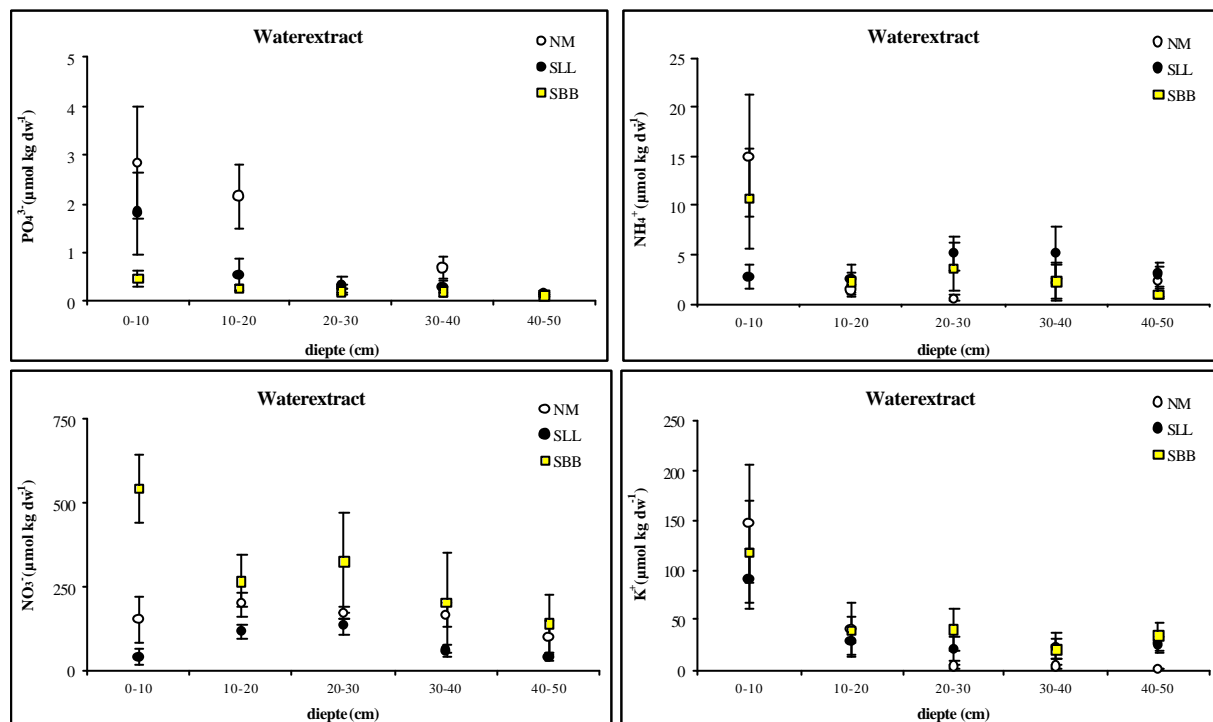 Waterextract
NM
SLL
SBB
5
4
3
2
1
0
PO₄³⁻ (µmol kg dw⁻¹)
0-10 10-20 20-30 30-40 40-50
diepte (cm)
Waterextract
NM
SLL
SBB
25
20
15
10
5
0
NH₄⁺ (µmol kg dw⁻¹)
0-10 10-20 20-30 30-40 40-50
diepte (cm)
Waterextract
NM
SLL
SBB
750
500
250
0
NO₃⁻ (µmol kg dw⁻¹)
0-10 10-20 20-30 30-40 40-50
diepte (cm)
Waterextract
NM
SLL
SBB
250
200
150
100
50
0
K⁺ (µmol kg dw⁻¹)
0-10 10-20 20-30 30-40 40-50
diepte (cm)